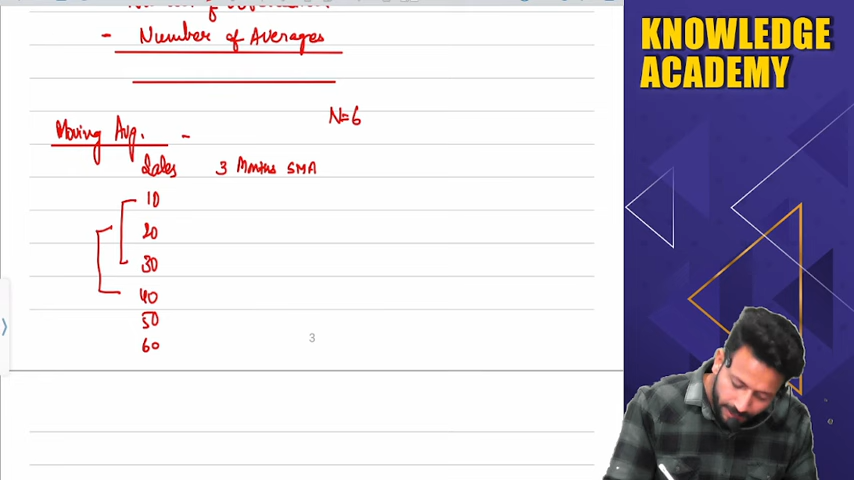 - Number of Averages
N=6
Moving Avg. -
Sales 3 Months SMA
10
20
30
40
50
60
3
KNOWLEDGE
ACADEMY